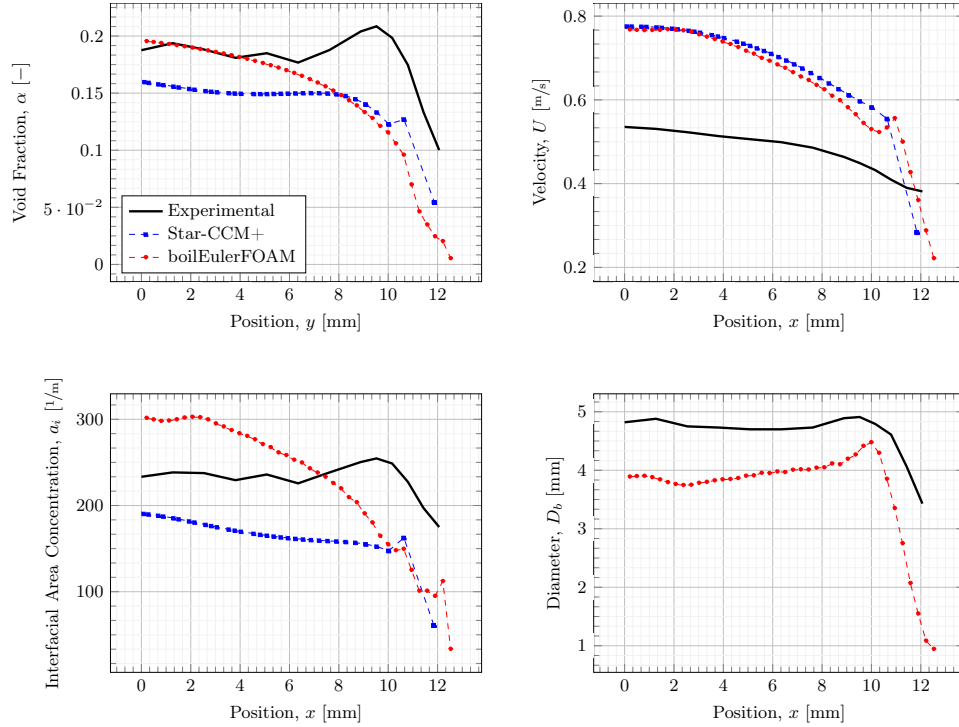 Void Fraction, α [−]
0.2
0.15
0.1
5 · 10⁻²
0
Experimental
Star-CCM+
boilEulerFOAM
0 2 4 6 8 10 12
Position, y [mm]
Velocity, U [m/s]
0.8
0.6
0.4
0.2
0 2 4 6 8 10 12
Position, x [mm]
Interfacial Area Concentration, aᵢ [1/m]
300
200
100
0 2 4 6 8 10 12
Position, x [mm]
Diameter, D_b [mm]
5
4
3
2
1
0 2 4 6 8 10 12
Position, x [mm]